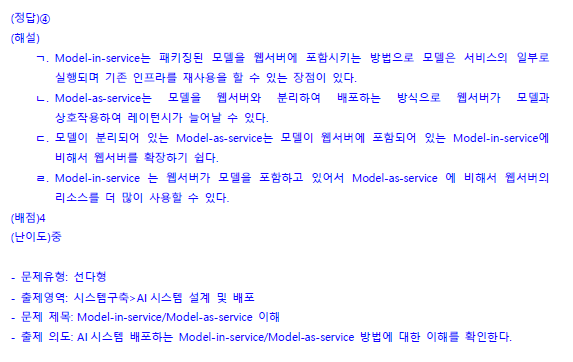 (정답)④
(해설)
ㄱ. Model-in-service는 패키징된 모델을 웹서버에 포함시키는 방법으로 모델은 서비스의 일부로
실행되며 기존 인프라를 재사용을 할 수 있는 장점이 있다.
ㄴ. Model-as-service는 모델을 웹서버와 분리하여 배포하는 방식으로 웹서버가 모델과
상호작용하여 레이턴시가 늘어날 수 있다.
ㄷ. 모델이 분리되어 있는 Model-as-service는 모델이 웹서버에 포함되어 있는 Model-in-service에
비해서 웹서버를 확장하기 쉽다.
ㄹ. Model-in-service 는 웹서버가 모델을 포함하고 있어서 Model-as-service 에 비해서 웹서버의
리소스를 더 많이 사용할 수 있다.
(배점)4
(난이도)중
- 문제유형: 선다형
- 출제영역: 시스템구축>AI 시스템 설계 및 배포
- 문제 제목: Model-in-service/Model-as-service 이해
- 출제 의도: AI 시스템 배포하는 Model-in-service/Model-as-service 방법에 대한 이해를 확인한다.